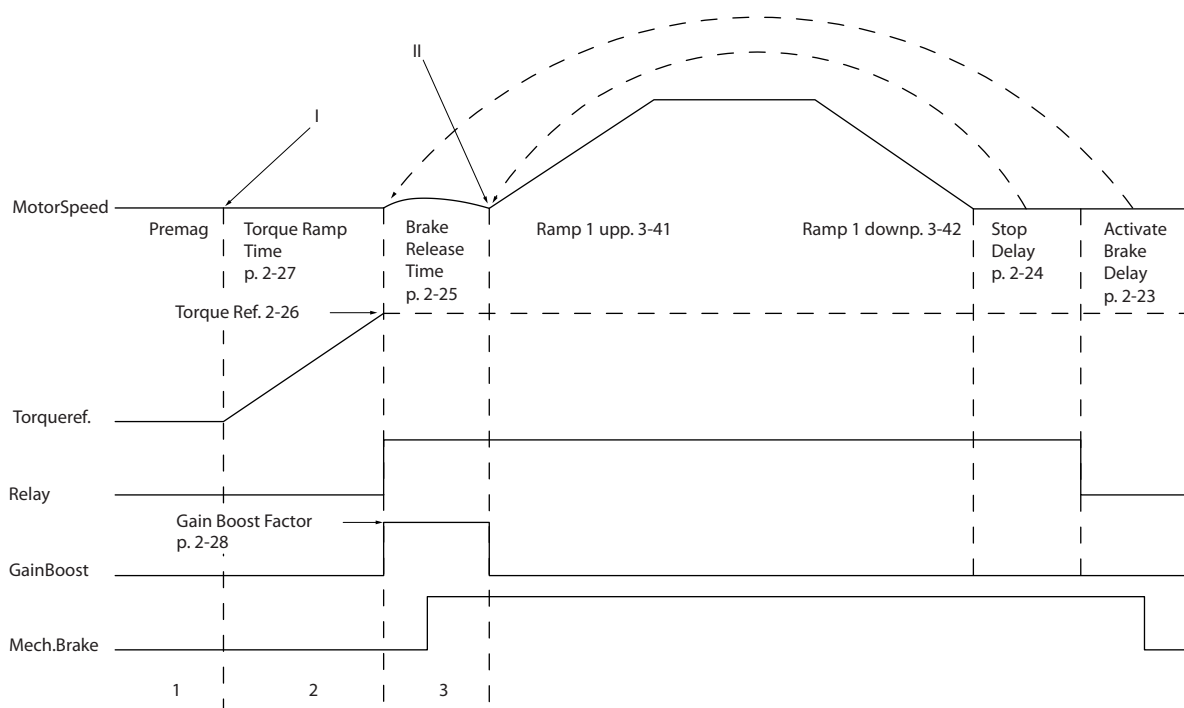 II
I
MotorSpeed
Premag
Torque Ramp
Time
p. 2-27
Brake
Release
Time
p. 2-25
Ramp 1 upp. 3-41
Ramp 1 downp. 3-42
Stop
Delay
p. 2-24
Activate
Brake
Delay
p. 2-23
Torque Ref. 2-26
Torqueref.
Relay
Gain Boost Factor
p. 2-28
GainBoost
Mech.Brake
1
2
3